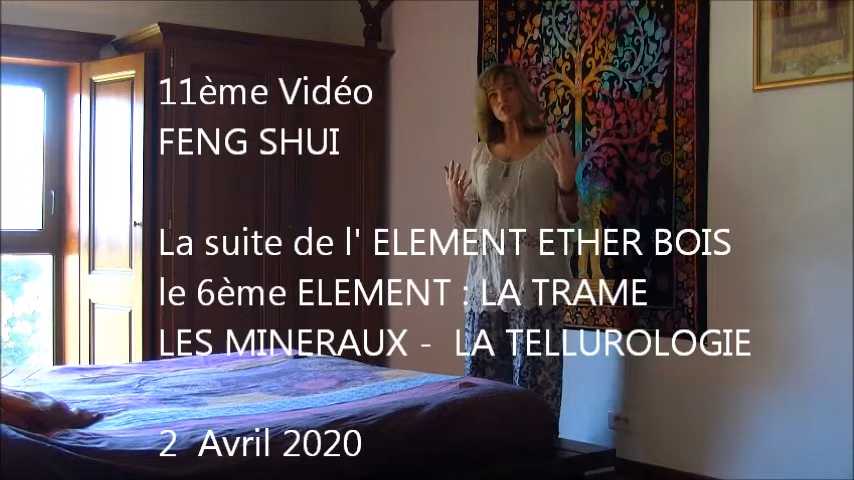 11ème Vidéo
FENG SHUI
La suite de l' ELEMENT ETHER BOIS
le 6ème ELEMENT : LA TRAME
LES MINERAUX - LA TELLUROLOGIE
2 Avril 2020